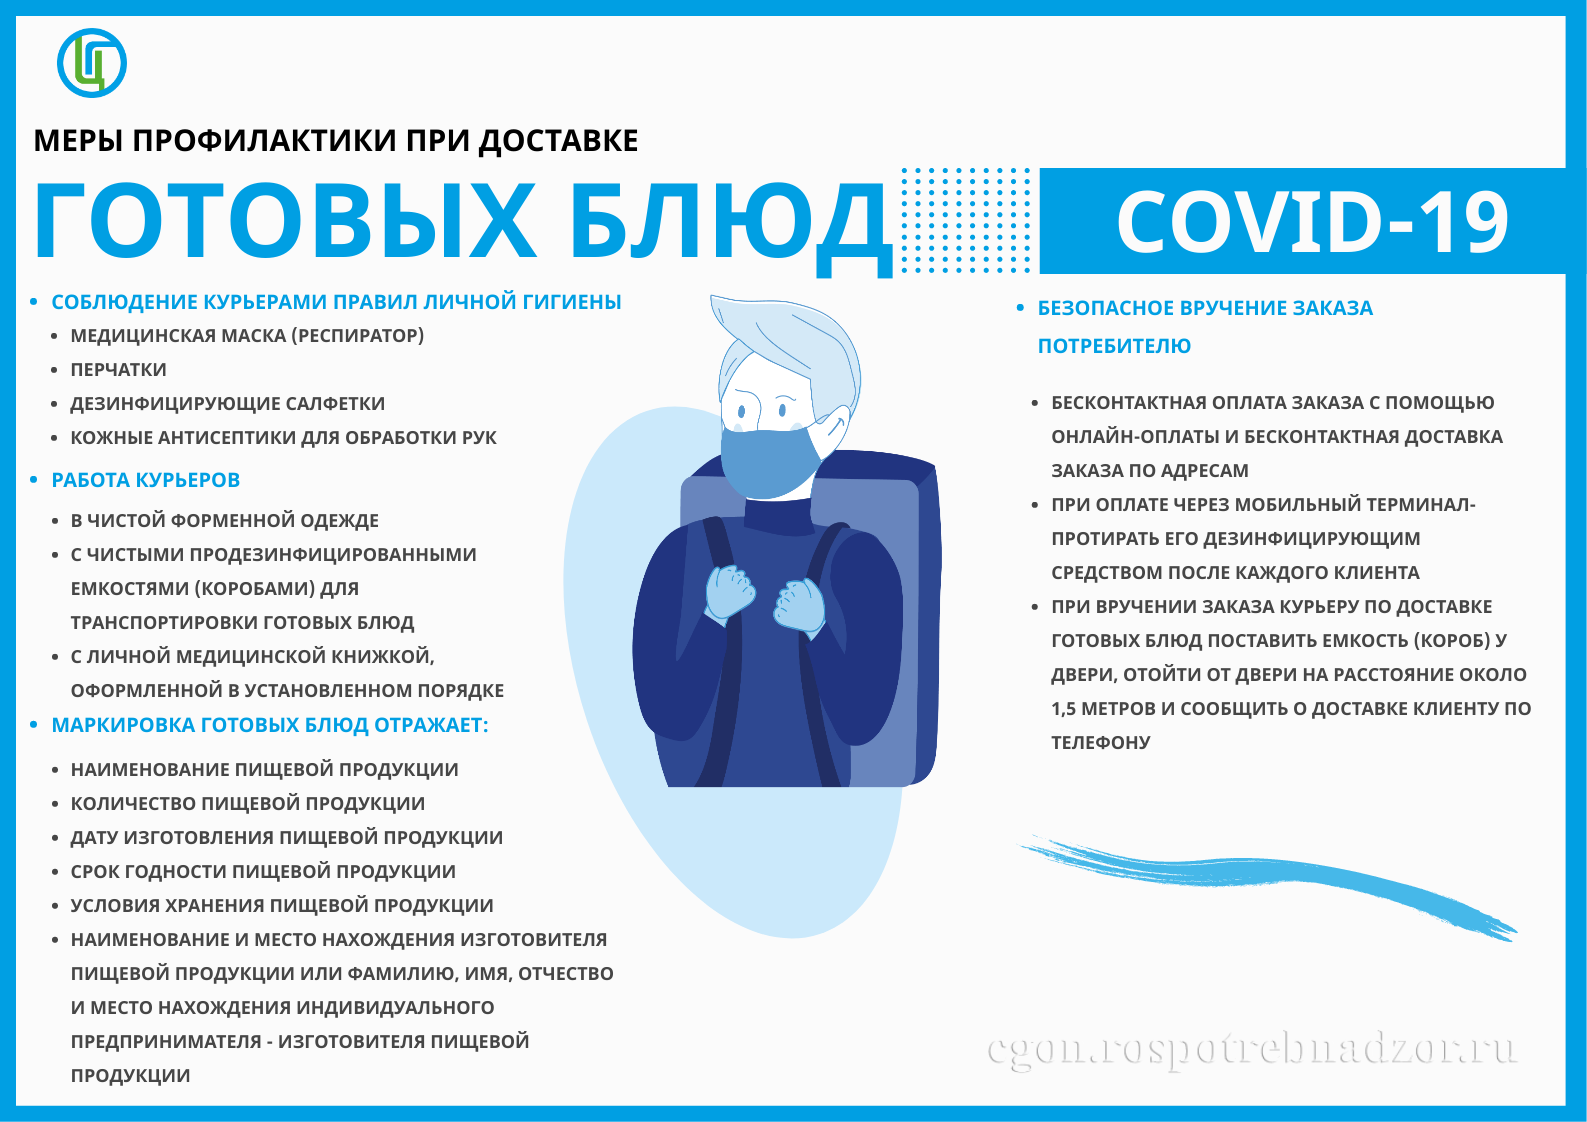 МЕРЫ ПРОФИЛАКТИКИ ПРИ ДОСТАВКЕ
ГОТОВЫХ БЛЮД
COVID-19
СОБЛЮДЕНИЕ КУРЬЕРАМИ ПРАВИЛ ЛИЧНОЙ ГИГИЕНЫ
МЕДИЦИНСКАЯ МАСКА (РЕСПИРАТОР)
ПЕРЧАТКИ
ДЕЗИНФИЦИРУЮЩИЕ САЛФЕТКИ
КОЖНЫЕ АНТИСЕПТИКИ ДЛЯ ОБРАБОТКИ РУК
РАБОТА КУРЬЕРОВ
В ЧИСТОЙ ФОРМЕННОЙ ОДЕЖДЕ
С ЧИСТЫМИ ПРОДЕЗИНФИЦИРОВАННЫМИ
ЕМКОСТЯМИ (КОРОБАМИ) ДЛЯ
ТРАНСПОРТИРОВКИ ГОТОВЫХ БЛЮД
С ЛИЧНОЙ МЕДИЦИНСКОЙ КНИЖКОЙ,
ОФОРМЛЕННОЙ В УСТАНОВЛЕННОМ ПОРЯДКЕ
МАРКИРОВКА ГОТОВЫХ БЛЮД ОТРАЖАЕТ:
НАИМЕНОВАНИЕ ПИЩЕВОЙ ПРОДУКЦИИ
КОЛИЧЕСТВО ПИЩЕВОЙ ПРОДУКЦИИ
ДАТУ ИЗГОТОВЛЕНИЯ ПИЩЕВОЙ ПРОДУКЦИИ
СРОК ГОДНОСТИ ПИЩЕВОЙ ПРОДУКЦИИ
УСЛОВИЯ ХРАНЕНИЯ ПИЩЕВОЙ ПРОДУКЦИИ
НАИМЕНОВАНИЕ И МЕСТО НАХОЖДЕНИЯ ИЗГОТОВИТЕЛЯ
ПИЩЕВОЙ ПРОДУКЦИИ ИЛИ ФАМИЛИЮ, ИМЯ, ОТЧЕСТВО
И МЕСТО НАХОЖДЕНИЯ ИНДИВИДУАЛЬНОГО
ПРЕДПРИНИМАТЕЛЯ - ИЗГОТОВИТЕЛЯ ПИЩЕВОЙ
ПРОДУКЦИИ
БЕЗОПАСНОЕ ВРУЧЕНИЕ ЗАКАЗА
ПОТРЕБИТЕЛЮ
БЕСКОНТАКТНАЯ ОПЛАТА ЗАКАЗА С ПОМОЩЬЮ
ОНЛАЙН-ОПЛАТЫ И БЕСКОНТАКТНАЯ ДОСТАВКА
ЗАКАЗА ПО АДРЕСАМ
ПРИ ОПЛАТЕ ЧЕРЕЗ МОБИЛЬНЫЙ ТЕРМИНАЛ-
ПРОТИРАТЬ ЕГО ДЕЗИНФИЦИРУЮЩИМ
СРЕДСТВОМ ПОСЛЕ КАЖДОГО КЛИЕНТА
ПРИ ВРУЧЕНИИ ЗАКАЗА КУРЬЕРУ ПО ДОСТАВКЕ
ГОТОВЫХ БЛЮД ПОСТАВИТЬ ЕМКОСТЬ (КОРОБ) У
ДВЕРИ, ОТОЙТИ ОТ ДВЕРИ НА РАССТОЯНИЕ ОКОЛО
1,5 МЕТРОВ И СООБЩИТЬ О ДОСТАВКЕ КЛИЕНТУ ПО
ТЕЛЕФОНУ
cgon.rospotrebnadzor.ru